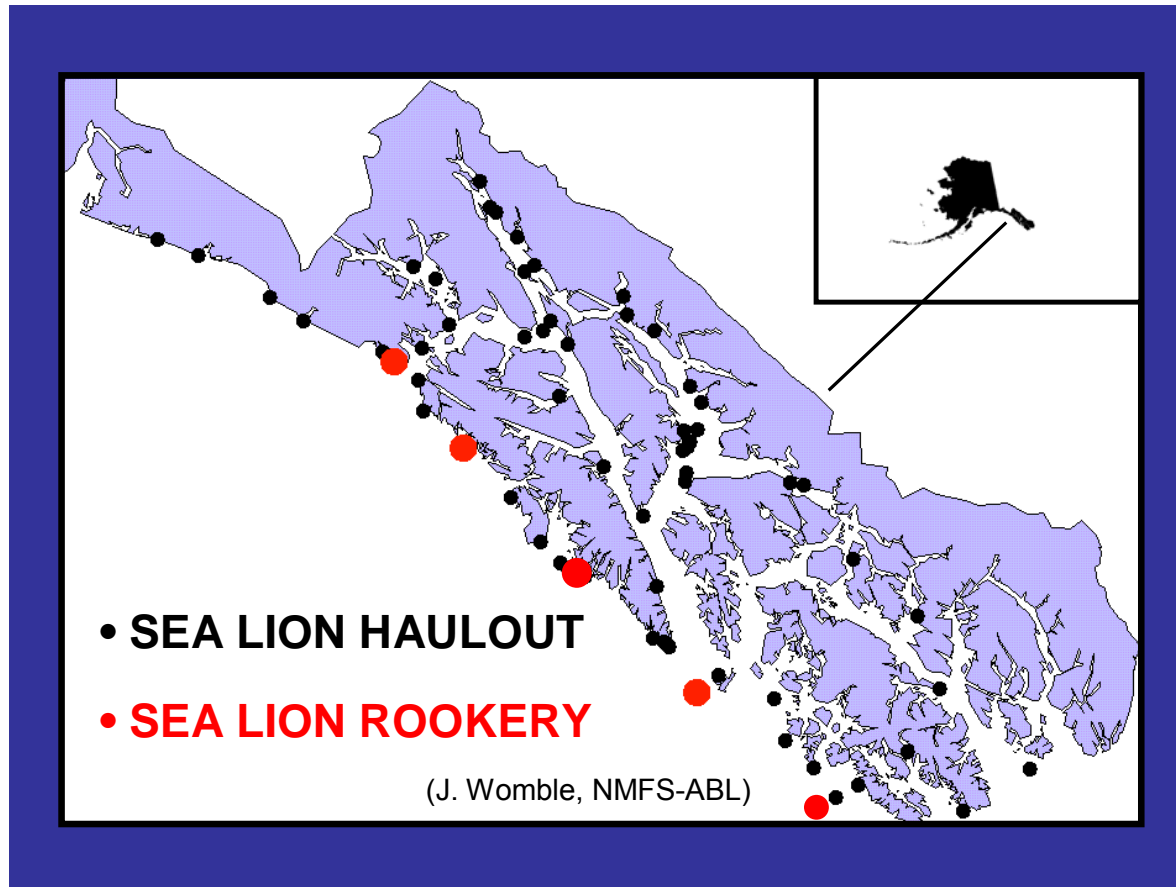 • SEA LION HAULOUT
• SEA LION ROOKERY
(J. Womble, NMFS-ABL)